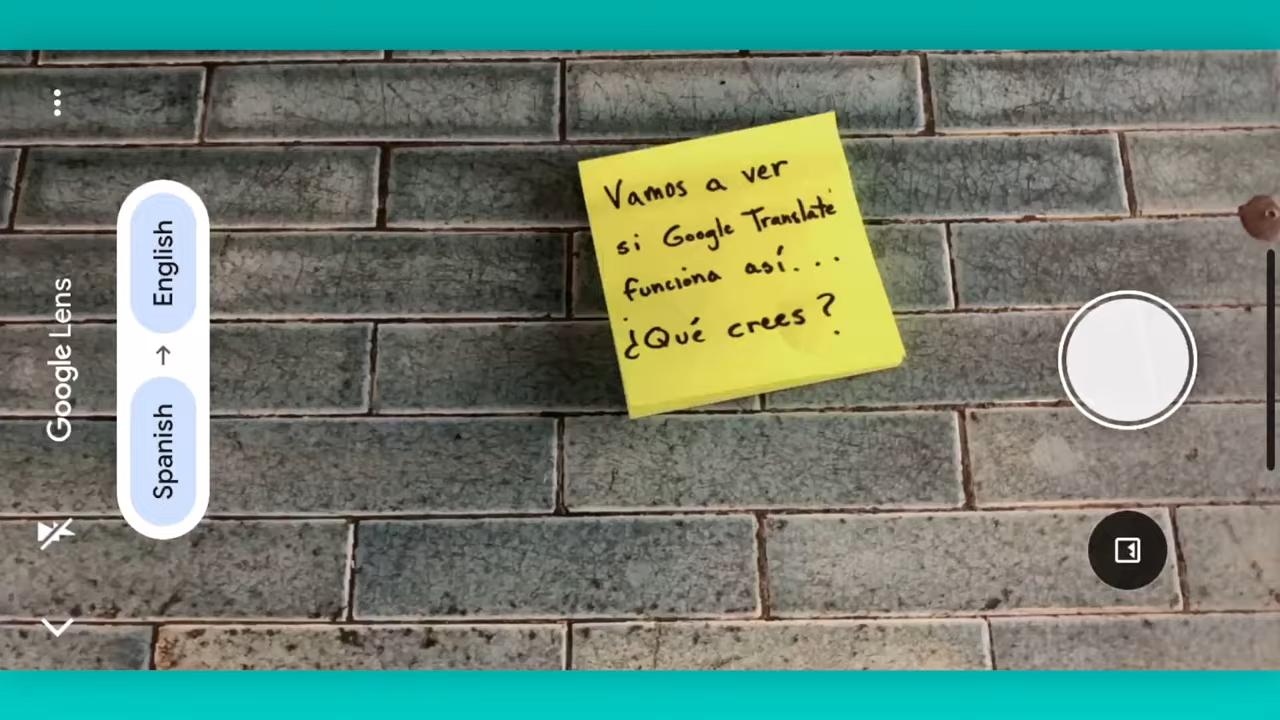 Google Lens
Spanish → English
Vamos a ver
si Google Translate
funciona así...
¿Qué crees?